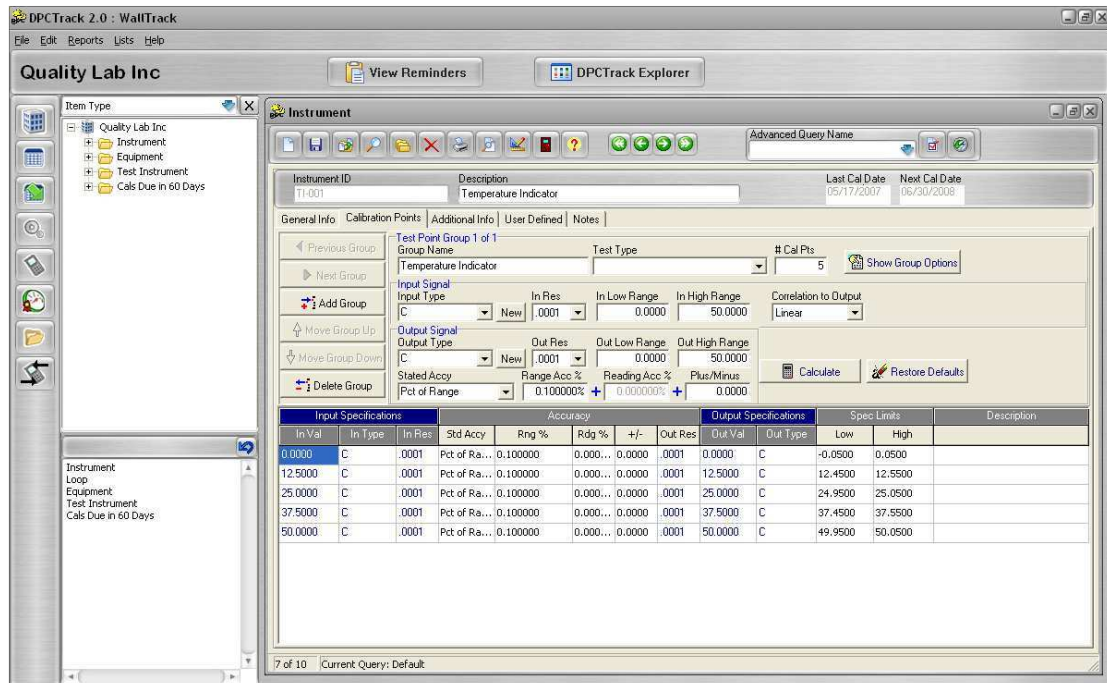 DPCTrack 2.0 : WallTrack
File Edit Reports Lists Help
Quality Lab Inc
View Reminders
DPCTrack Explorer
Item Type
Quality Lab Inc
Instrument
Equipment
Test Instrument
Cals Due in 60 Days
Instrument
Loop
Equipment
Test Instrument
Cals Due in 60 Days
Instrument
Advanced Query Name
Instrument ID Description Last Cal Date Next Cal Date
TI-001 Temperature Indicator 05/17/2007 06/30/2008
General Info Calibration Points Additional Info User Defined Notes
Previous Group
Next Group
Add Group
Move Group Up
Move Group Down
Delete Group
Test Point Group 1 of 1
Group Name Test Type # Cal Pts
Temperature Indicator 5 Show Group Options
Input Signal
Input Type In Res In Low Range In High Range Correlation to Output
C New .0001 0.0000 50.0000 Linear
Output Signal
Output Type Out Res Out Low Range Out High Range
C New .0001 0.0000 50.0000
Stated Accy Range Acc % Reading Acc % Plus/Minus
Pct of Range 0.100000% + 0.000000% + 0.0000
Calculate Restore Defaults
Input Specifications Accuracy Output Specifications Spec Limits Description
In Val In Type In Res Std Accy Rng % Rdg % +/- Out Res Out Val Out Type Low High
0.0000 C .0001 Pct of Ra... 0.100000 0.000... 0.0000 .0001 0.0000 C -0.0500 0.0500
12.5000 C .0001 Pct of Ra... 0.100000 0.000... 0.0000 .0001 12.5000 C 12.4500 12.5500
25.0000 C .0001 Pct of Ra... 0.100000 0.000... 0.0000 .0001 25.0000 C 24.9500 25.0500
37.5000 C .0001 Pct of Ra... 0.100000 0.000... 0.0000 .0001 37.5000 C 37.4500 37.5500
50.0000 C .0001 Pct of Ra... 0.100000 0.000... 0.0000 .0001 50.0000 C 49.9500 50.0500
7 of 10 Current Query: Default